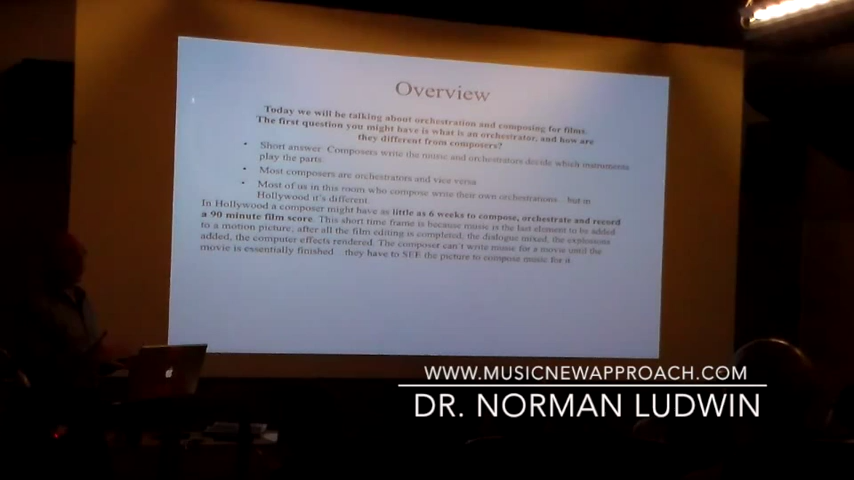 Overview
Today we will be talking about orchestration and composing for films.
The first question you might have is what is an orchestrator, and how are
they different from composers?
• Short answer Composers write the music and orchestrators decide which instruments
play the parts.
• Most composers are orchestrators and vice versa
• Most of us in this room who compose write their own orchestrations but in
Hollywood it's different.
In Hollywood a composer might have as little as 6 weeks to compose, orchestrate and record
a 90 minute film score. This short time frame is because music is the last element to be added
to a motion picture, after all the film editing is completed, the dialogue mixed, the explosions
added, the computer effects rendered. The composer can't write music for a movie until the
movie is essentially finished they have to SEE the picture to compose music for it
WWW.MUSICNEWAPPROACH.COM
DR. NORMAN LUDWIN